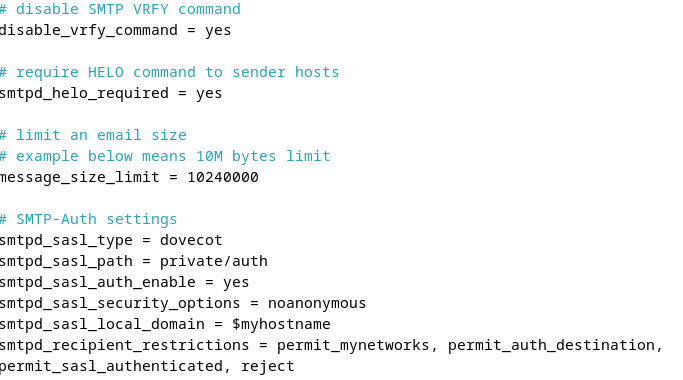 # disable SMTP VRFY command
disable_vrfy_command = yes
# require HELO command to sender hosts
smtpd_helo_required = yes
# limit an email size
# example below means 10M bytes limit
message_size_limit = 10240000
# SMTP-Auth settings
smtpd_sasl_type = dovecot
smtpd_sasl_path = private/auth
smtpd_sasl_auth_enable = yes
smtpd_sasl_security_options = noanonymous
smtpd_sasl_local_domain = $myhostname
smtpd_recipient_restrictions = permit_mynetworks, permit_auth_destination,
permit_sasl_authenticated, reject